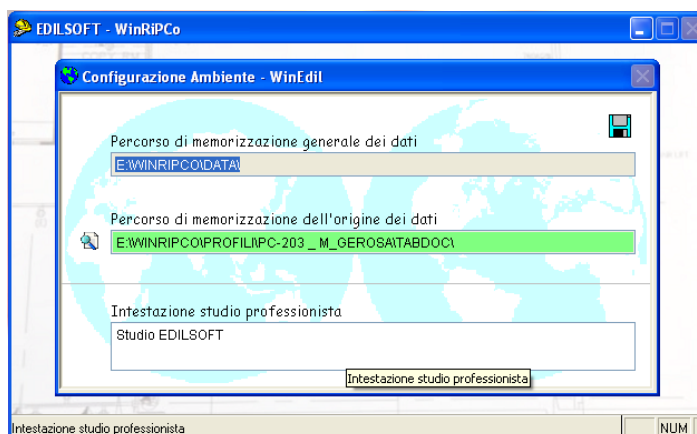 EDILSOFT - WinRiPCo
Configurazione Ambiente - WinEdil
Percorso di memorizzazione generale dei dati
E:\WINRIPCO\DATA\
Percorso di memorizzazione dell'origine dei dati
E:\WINRIPCO\PROFILI\PC-203 _ M_GEROSA\TABDOC\
Intestazione studio professionista
Studio EDILSOFT
Intestazione studio professionista
Intestazione studio professionista
NUM